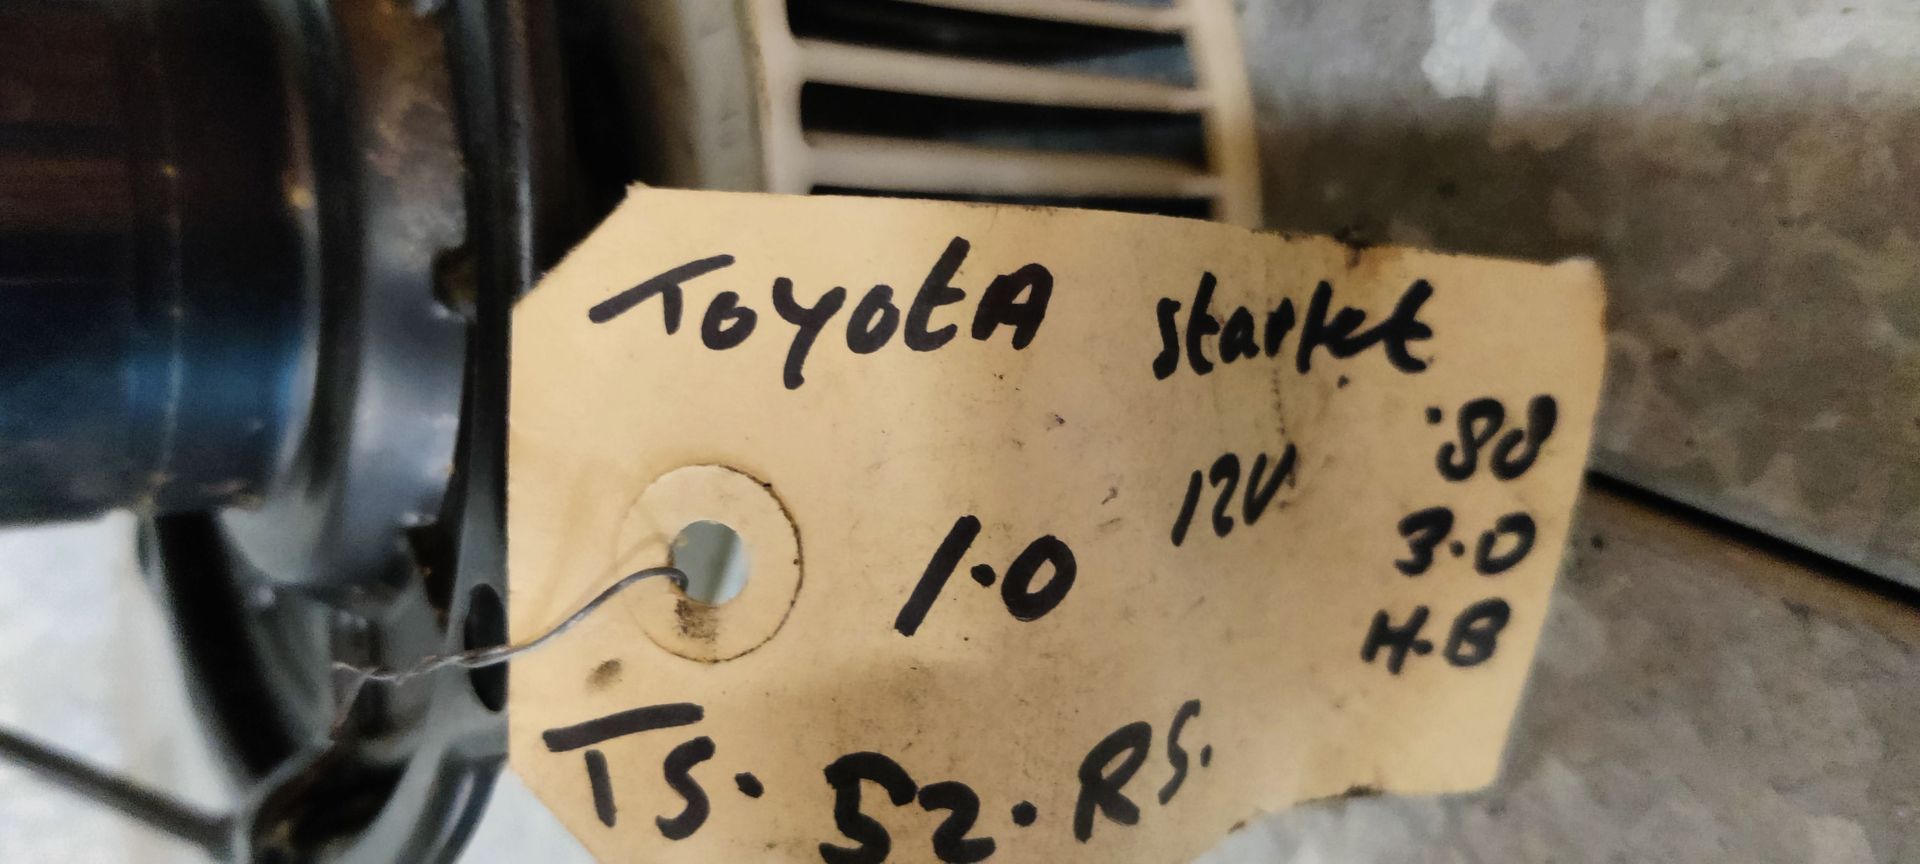 ToyotA Starlet
'88
12V
1.0
3.0
H.B
TS. 52. RS.